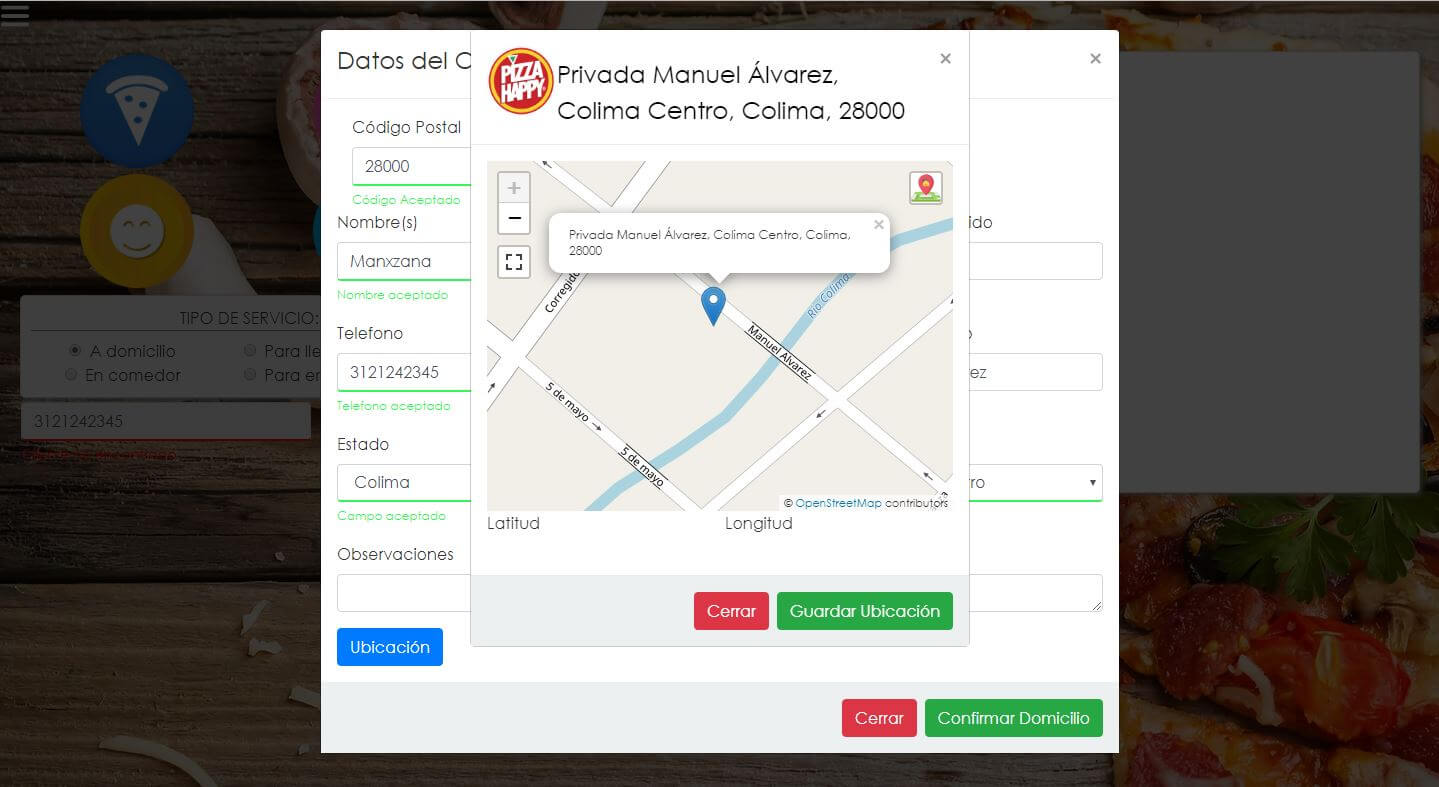 Datos del C
PIZZA
HAPPY
Privada Manuel Álvarez,
Colima Centro, Colima, 28000
×
×
Código Postal
28000
Código Aceptado
Nombre(s)
ido
Manxzana
Nombre aceptado
TIPO DE SERVICIO:
A domicilio
Para lle
En comedor
Para en
3121242345
Telefono
3121242345
ez
Telefono aceptado
Estado
Colima
ro
Campo aceptado
Observaciones
Ubicación
+
−
Privada Manuel Álvarez, Colima Centro, Colima,
28000
×
Corregido
Rio Colima
Manuel Álvarez
5 de mayo
5 de mayo
© OpenStreetMap contributors
Latitud
Longitud
Cerrar
Guardar Ubicación
Cerrar
Confirmar Domicilio